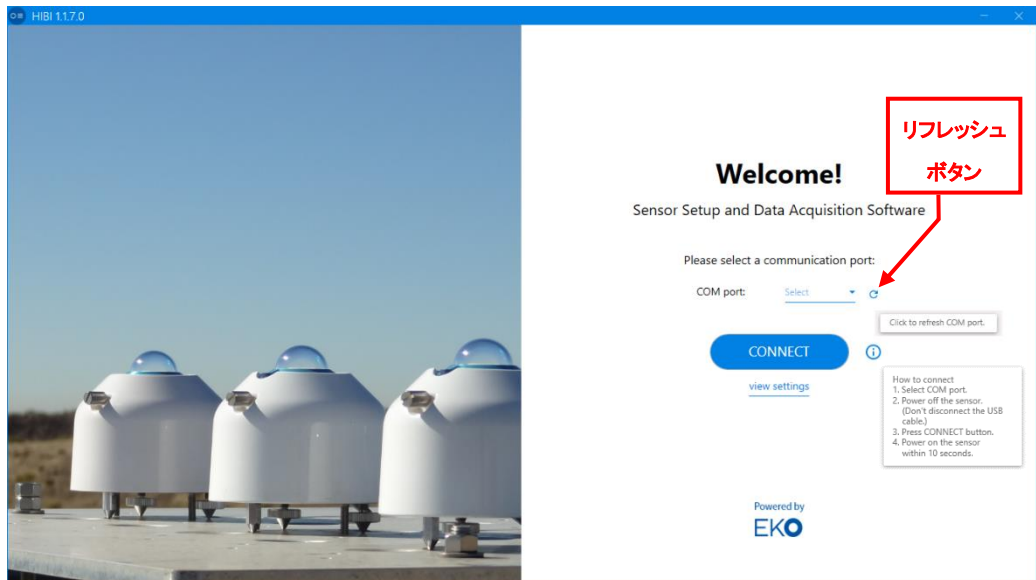 HIBI 1.1.7.0
リフレッシュ
ボタン
Welcome!
Sensor Setup and Data Acquisition Software
Please select a communication port:
COM port:
Select
Click to refresh COM port.
CONNECT
view settings
How to connect
1. Select COM port.
2. Power off the sensor.
(Don't disconnect the USB
cable.)
3. Press CONNECT button.
4. Power on the sensor
within 10 seconds.
Powered by
EKO